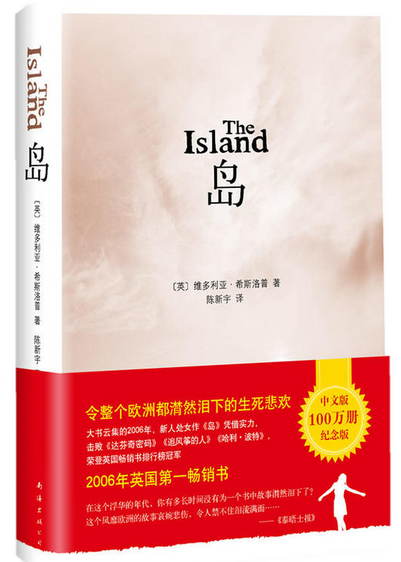 The
Island
岛
〔英〕维多利亚·希斯洛普 著
陈新宇 译
南海出版公司
The
Island
岛
〔英〕维多利亚·希斯洛普 著
陈新宇 译
令整个欧洲都潸然泪下的生死悲欢
大书云集的2006年，新人处女作《岛》凭借实力，
击败《达芬奇密码》《追风筝的人》《哈利·波特》，
荣登英国畅销书排行榜冠军
2006年英国第一畅销书
在这个浮华的年代，你有多长时间没有为一个书中故事潸然泪下了？
这个风靡欧洲的故事哀婉悲伤，令人禁不住泪流满面……
——《泰晤士报》
中文版
100万册
纪念版